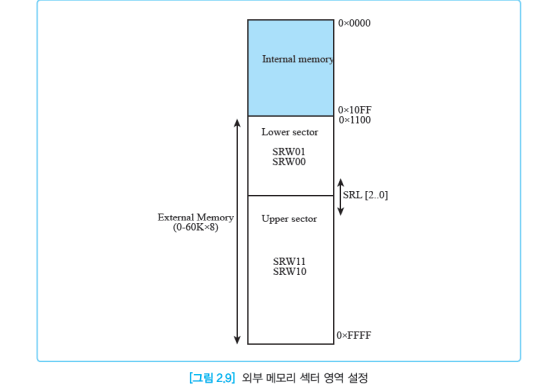 0×0000
Internal memory
0×10FF
0×1100
Lower sector
SRW01
SRW00
SRL [2..0]
External Memory
(0-60K×8)
Upper sector
SRW11
SRW10
0×FFFF
[그림 2.9] 외부 메모리 섹터 영역 설정